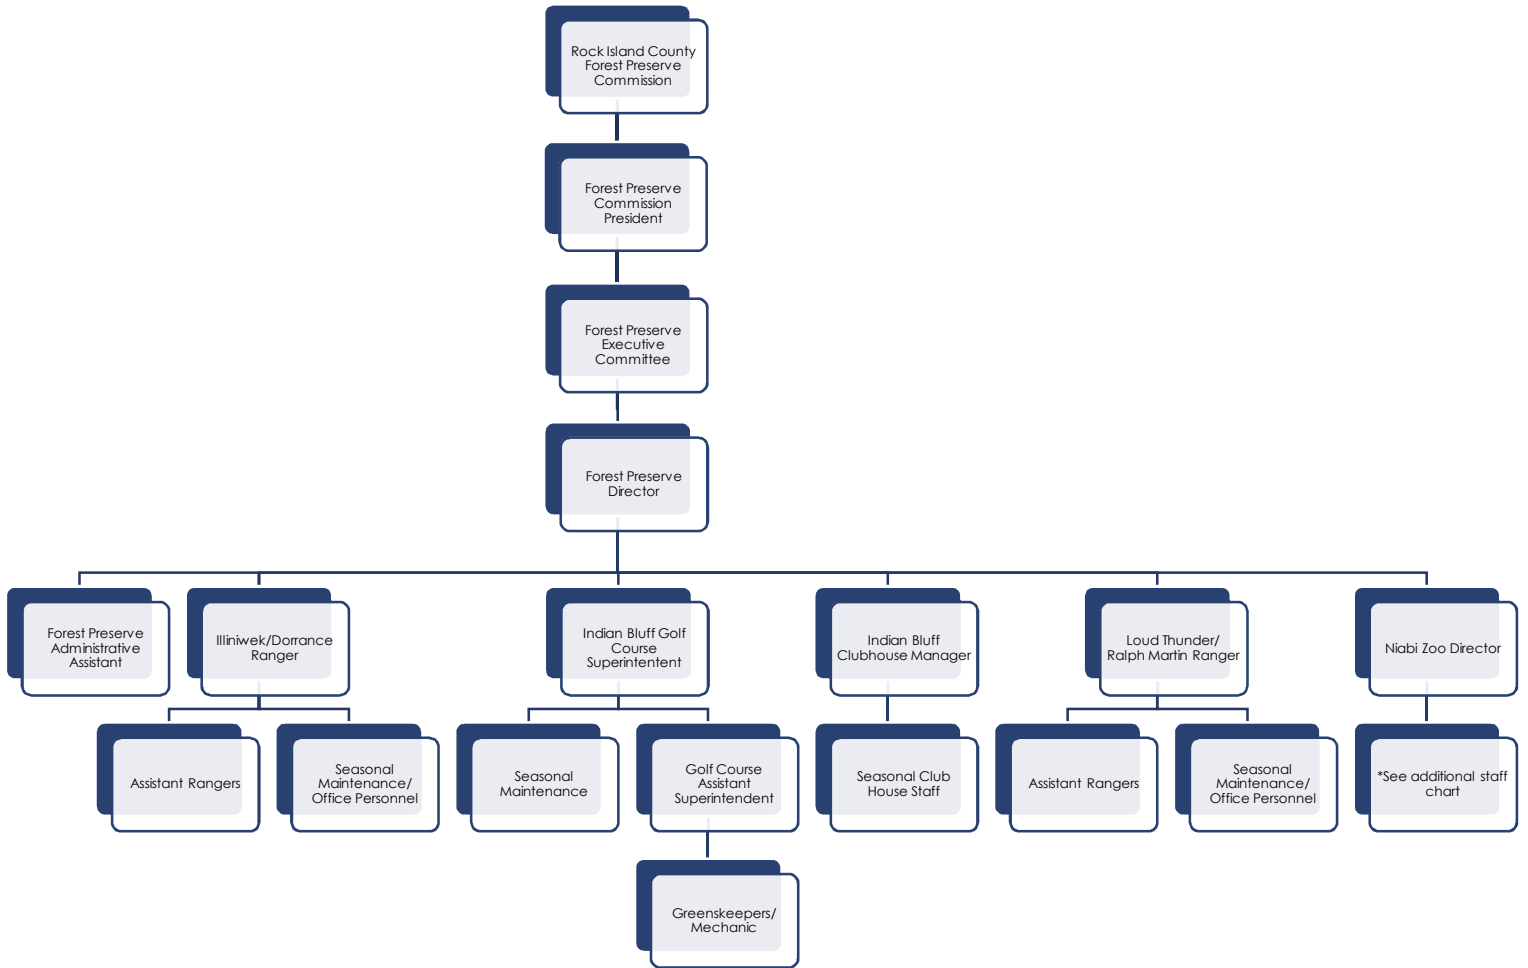 Rock Island County
Forest Preserve
Commission
Forest Preserve
Commission
President
Forest Preserve
Executive
Committee
Forest Preserve
Director
Forest Preserve
Administrative
Assistant
Illiniwek/Dorrance
Ranger
Indian Bluff Golf
Course
Superintentent
Indian Bluff
Clubhouse Manager
Loud Thunder/
Ralph Martin Ranger
Niabi Zoo Director
Assistant Rangers
Seasonal
Maintenance/
Office Personnel
Seasonal
Maintenance
Golf Course
Assistant
Superintendent
Seasonal Club
House Staff
Assistant Rangers
Seasonal
Maintenance/
Office Personnel
*See additional staff
chart
Greenskeepers/
Mechanic